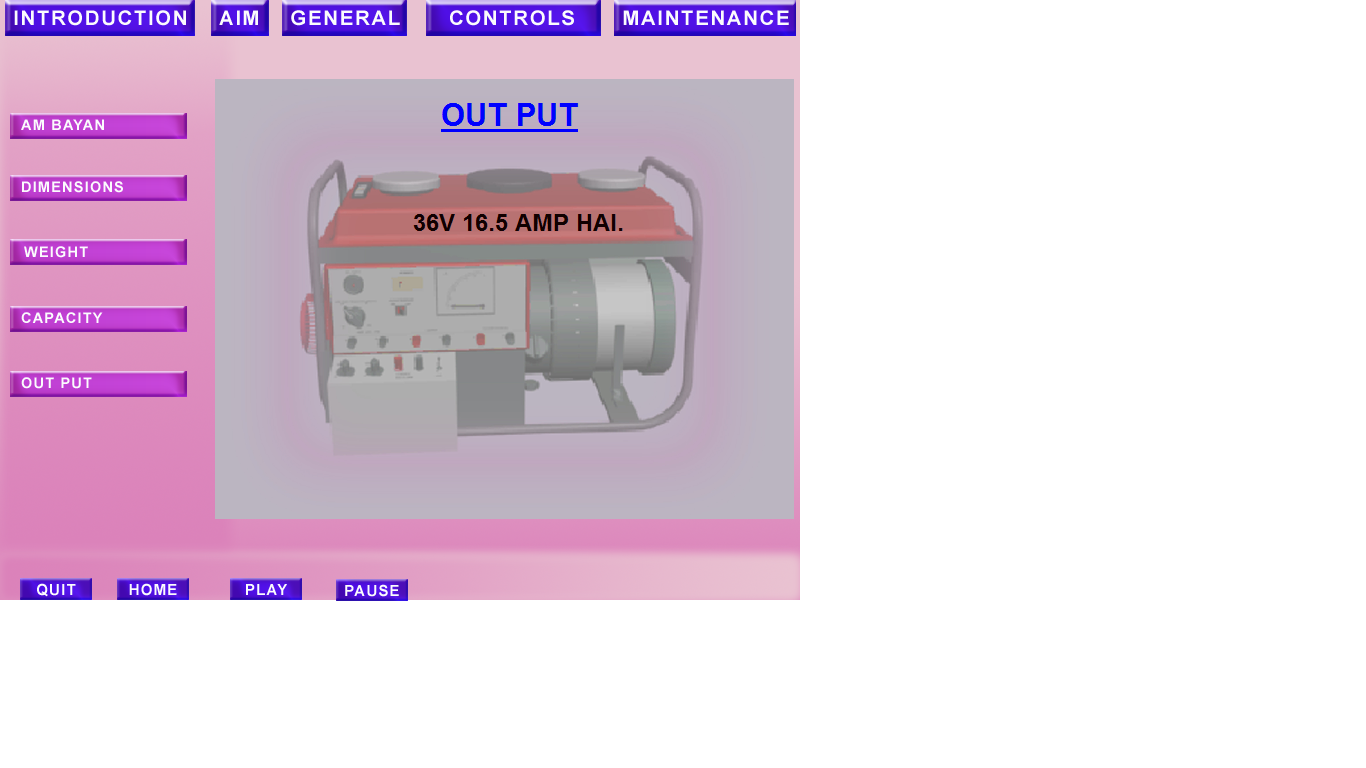 INTRODUCTION AIM GENERAL CONTROLS MAINTENANCE
AM BAYAN
DIMENSIONS
WEIGHT
CAPACITY
OUT PUT
OUT PUT
36V 16.5 AMP HAI.
QUIT HOME PLAY PAUSE